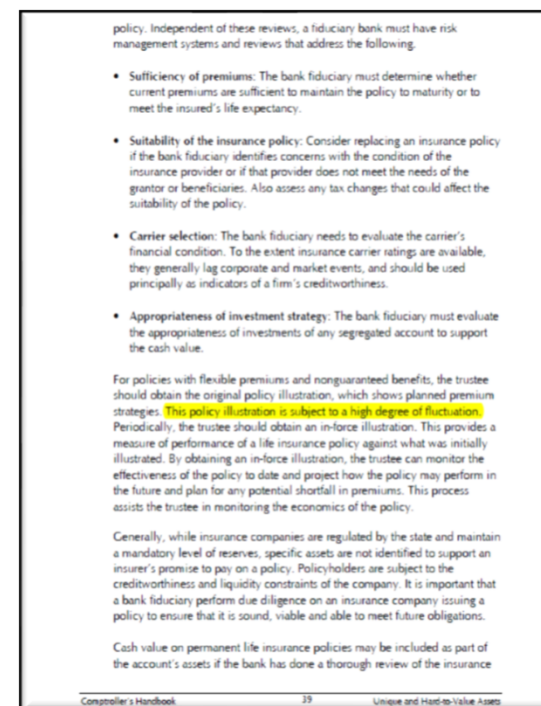 policy. Independent of these reviews, a fiduciary bank must have risk
management systems and reviews that address the following.
• Sufficiency of premiums: The bank fiduciary must determine whether
current premiums are sufficient to maintain the policy to maturity or to
meet the insured's life expectancy.
• Suitability of the insurance policy: Consider replacing an insurance policy
if the bank fiduciary identifies concerns with the condition of the
insurance provider or if that provider does not meet the needs of the
grantor or beneficiaries. Also assess any tax changes that could affect the
suitability of the policy.
• Carrier selection: The bank fiduciary needs to evaluate the carrier's
financial condition. To the extent insurance carrier ratings are available,
they generally lag corporate and market events, and should be used
principally as indicators of a firm's creditworthiness.
• Appropriateness of investment strategy: The bank fiduciary must evaluate
the appropriateness of investments of any segregated account to support
the cash value.
For policies with flexible premiums and nonguaranteed benefits, the trustee
should obtain the original policy illustration, which shows planned premium
strategies. This policy illustration is subject to a high degree of fluctuation.
Periodically, the trustee should obtain an in-force illustration. This provides a
measure of performance of a life insurance policy against what was initially
illustrated. By obtaining an in-force illustration, the trustee can monitor the
effectiveness of the policy to date and project how the policy may perform in
the future and plan for any potential shortfall in premiums. This process
assists the trustee in monitoring the economics of the policy.
Generally, while insurance companies are regulated by the state and maintain
a mandatory level of reserves, specific assets are not identified to support an
insurer's promise to pay on a policy. Policyholders are subject to the
creditworthiness and liquidity constraints of the company. It is important that
a bank fiduciary perform due diligence on an insurance company issuing a
policy to ensure that it is sound, viable and able to meet future obligations.
Cash value on permanent life insurance policies may be included as part of
the account's assets if the bank has done a thorough review of the insurance
Comptroller's Handbook 39 Unique and Hard-to-Value Assets